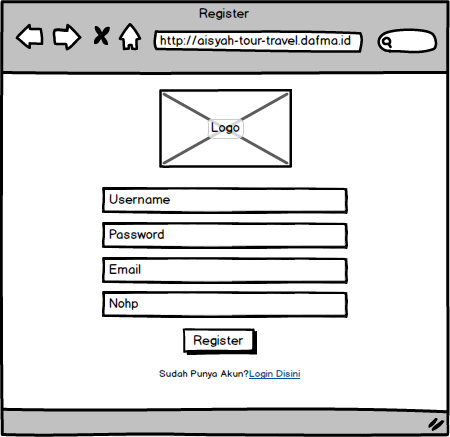 Register
http://aisyah-tour-travel.dafma.id
Logo
Username
Password
Email
Nohp
Register
Sudah Punya Akun?Login Disini